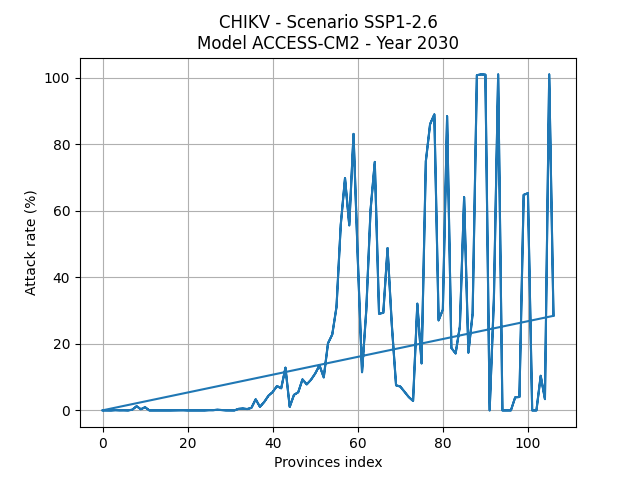 CHIKV - Scenario SSP1-2.6
Model ACCESS-CM2 - Year 2030
100
80
60
40
20
0
Attack rate (%)
0 20 40 60 80 100
Provinces index